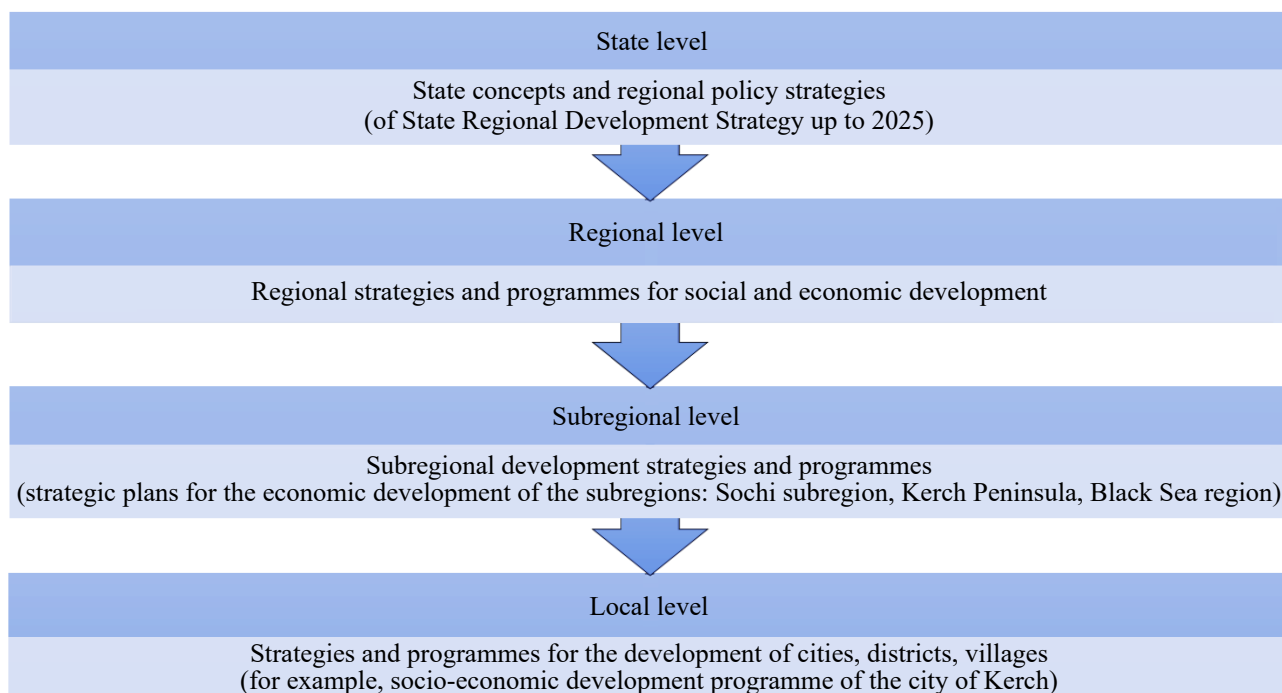 State level
State concepts and regional policy strategies
(of State Regional Development Strategy up to 2025)
Regional level
Regional strategies and programmes for social and economic development
Subregional level
Subregional development strategies and programmes
(strategic plans for the economic development of the subregions: Sochi subregion, Kerch Peninsula, Black Sea region)
Local level
Strategies and programmes for the development of cities, districts, villages
(for example, socio-economic development programme of the city of Kerch)